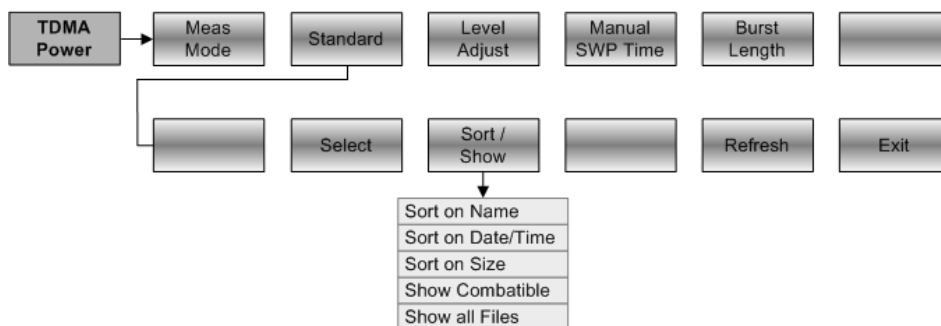 TDMA
Power
Meas
Mode
Standard
Level
Adjust
Manual
SWP Time
Burst
Length
Select
Sort /
Show
Refresh
Exit
Sort on Name
Sort on Date/Time
Sort on Size
Show Combatible
Show all Files